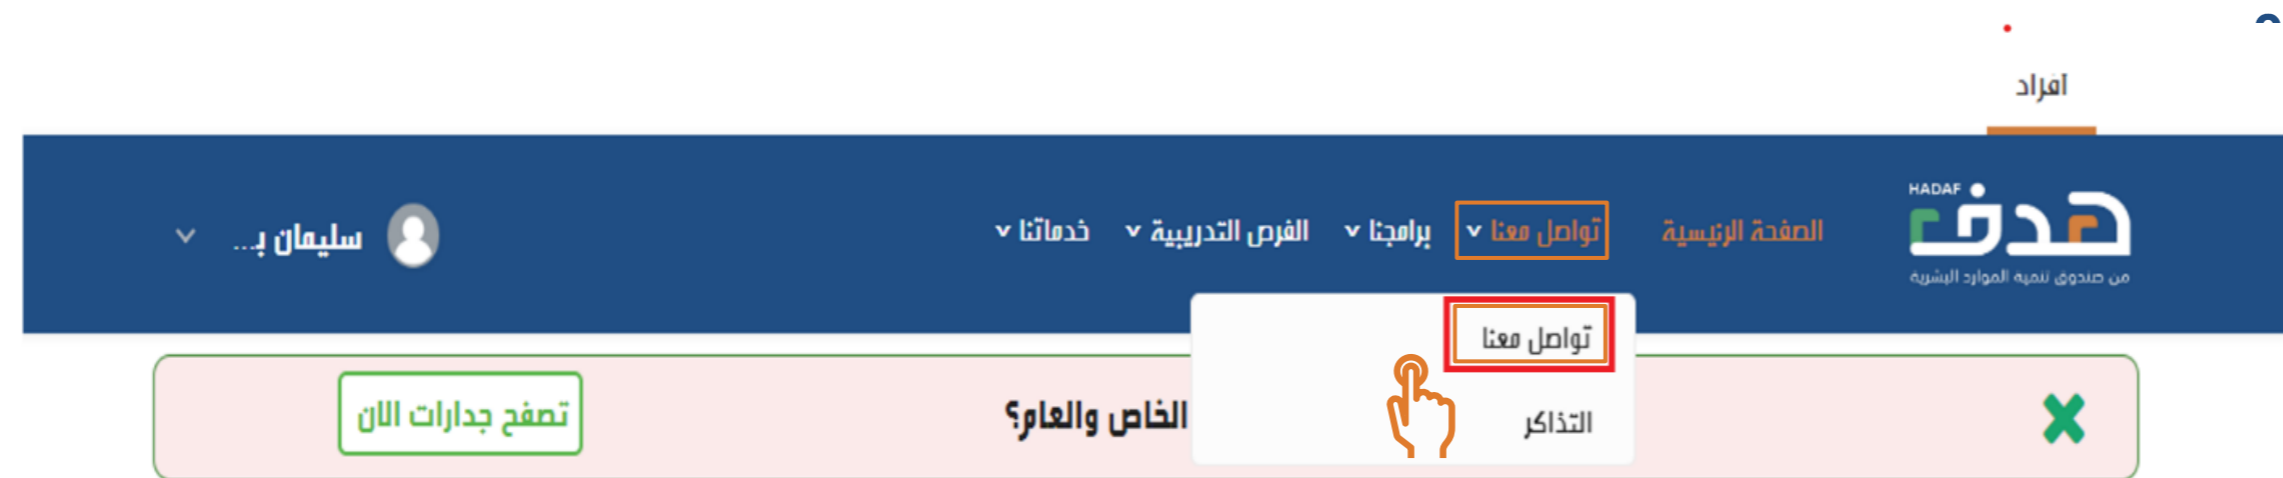 افراد
HADAF
هدف
من صندوق تنمية الموارد البشرية
الصفحة الرئيسية
تواصل معنا
برامجنا
الفرص التدريبية
خدماتنا
سليمان بـ...
تواصل معنا
التذاكر
الخاص والعام؟
تصفح جدارات الان